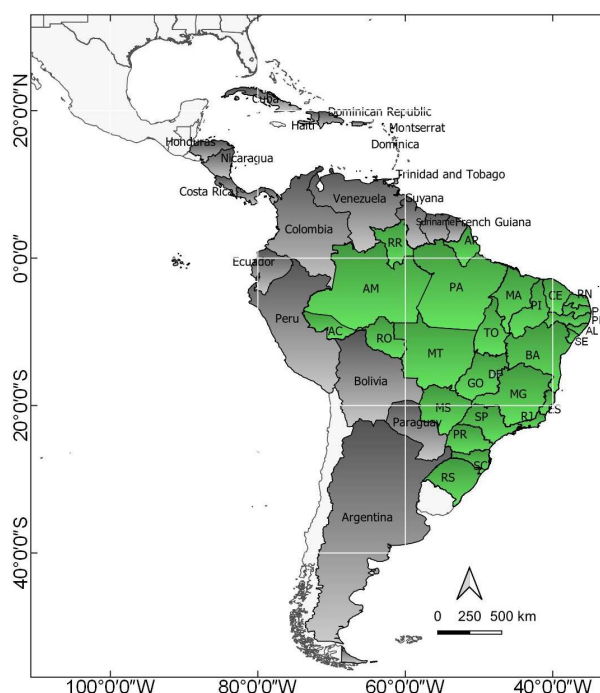 20°0'0"N
Cuba
Dominican Republic
Haiti
Montserrat
Honduras
Dominica
Nicaragua
Trinidad and Tobago
Costa Rica
Venezuela
Guyana
Suriname
French Guiana
Colombia
RR
AP
0°0'0"
Ecuador
AM
PA
MA
CE
RN
Peru
PI
AC
RO
TO
AL
SE
MT
BA
Bolivia
DF
GO
MG
20°0'0"S
MS
ES
Paraguay
SP
RJ
PR
SC
RS
Argentina
40°0'0"S
0 250 500 km
100°0'0"W
80°0'0"W
60°0'0"W
40°0'0"W